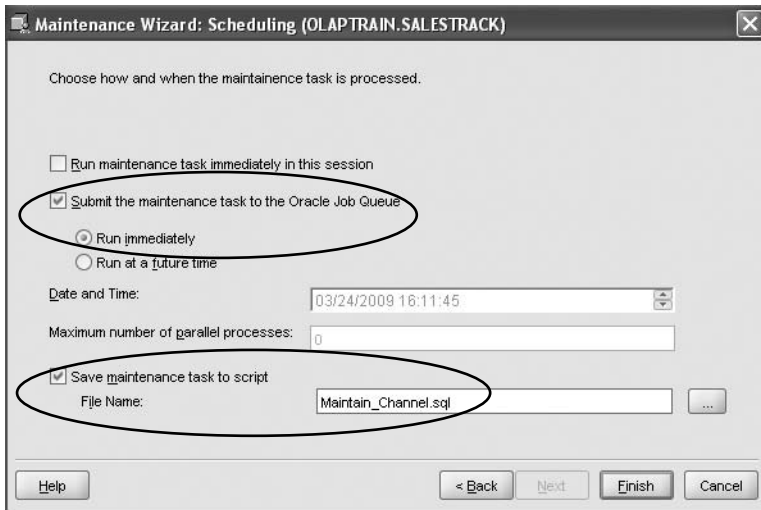 Maintenance Wizard: Scheduling (OLAPTRAIN.SALESTRACK)
Choose how and when the maintainence task is processed.
Run maintenance task immediately in this session
Submit the maintenance task to the Oracle Job Queue
Run immediately
Run at a future time
Date and Time: 03/24/2009 16:11:45
Maximum number of parallel processes: 0
Save maintenance task to script
File Name: Maintain_Channel.sql ...
Help < Back Next Finish Cancel